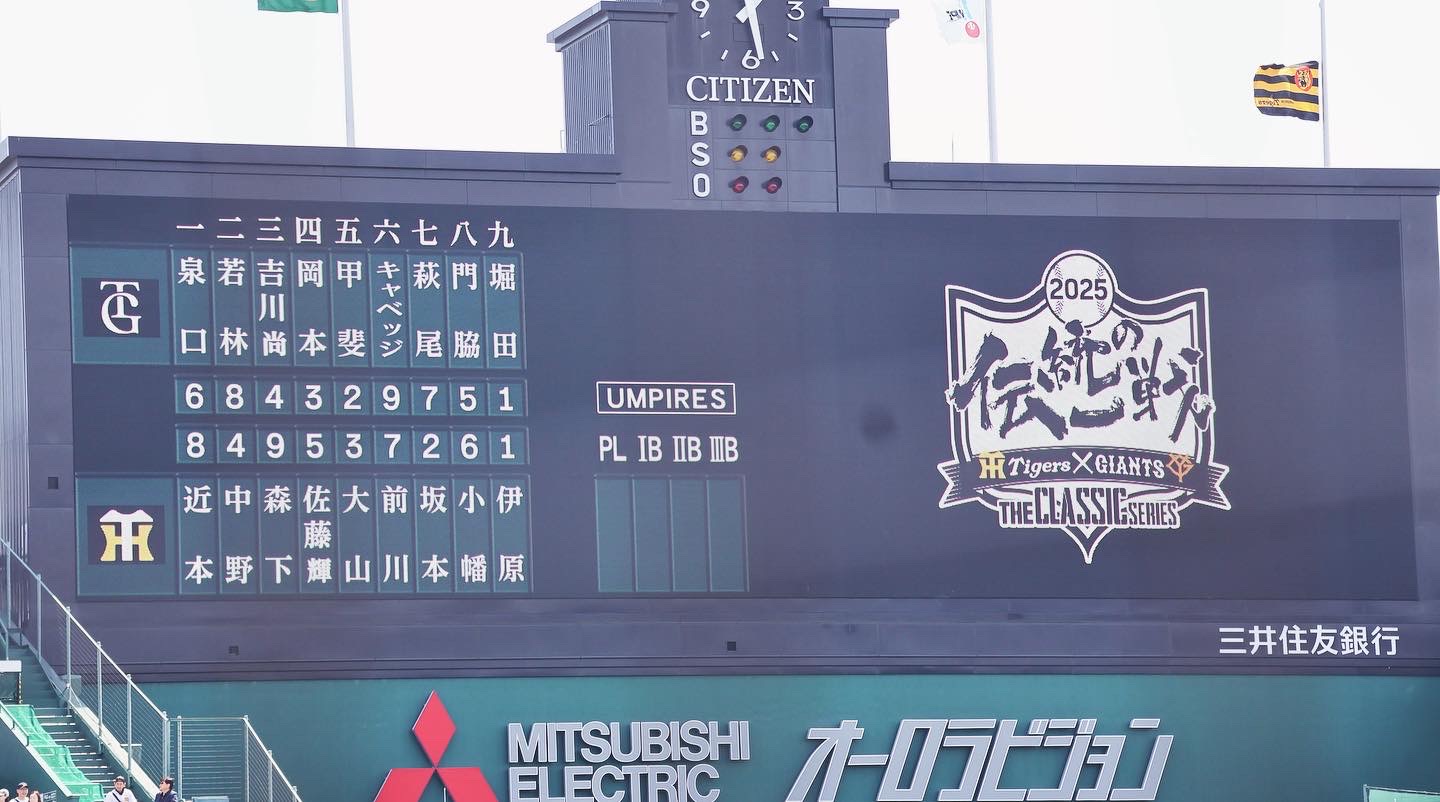 9 3
6
CITIZEN
B
S
O
一 二 三 四 五 六 七 八 九
TG 泉口 若林 吉川尚 岡本 甲斐 キャベッジ 萩尾 門脇 堀田
6 8 4 3 2 9 7 5 1
8 4 9 5 3 7 2 6 1
HT 近本 中野 森下 佐藤輝 大山 前川 坂本 小幡 伊原
UMPIRES
PL ⅠB ⅡB ⅢB
2025
伝統の一戦
Tigers×GIANTS
THE CLASSIC SERIES
三井住友銀行
MITSUBISHI
ELECTRIC
オーロラビジョン